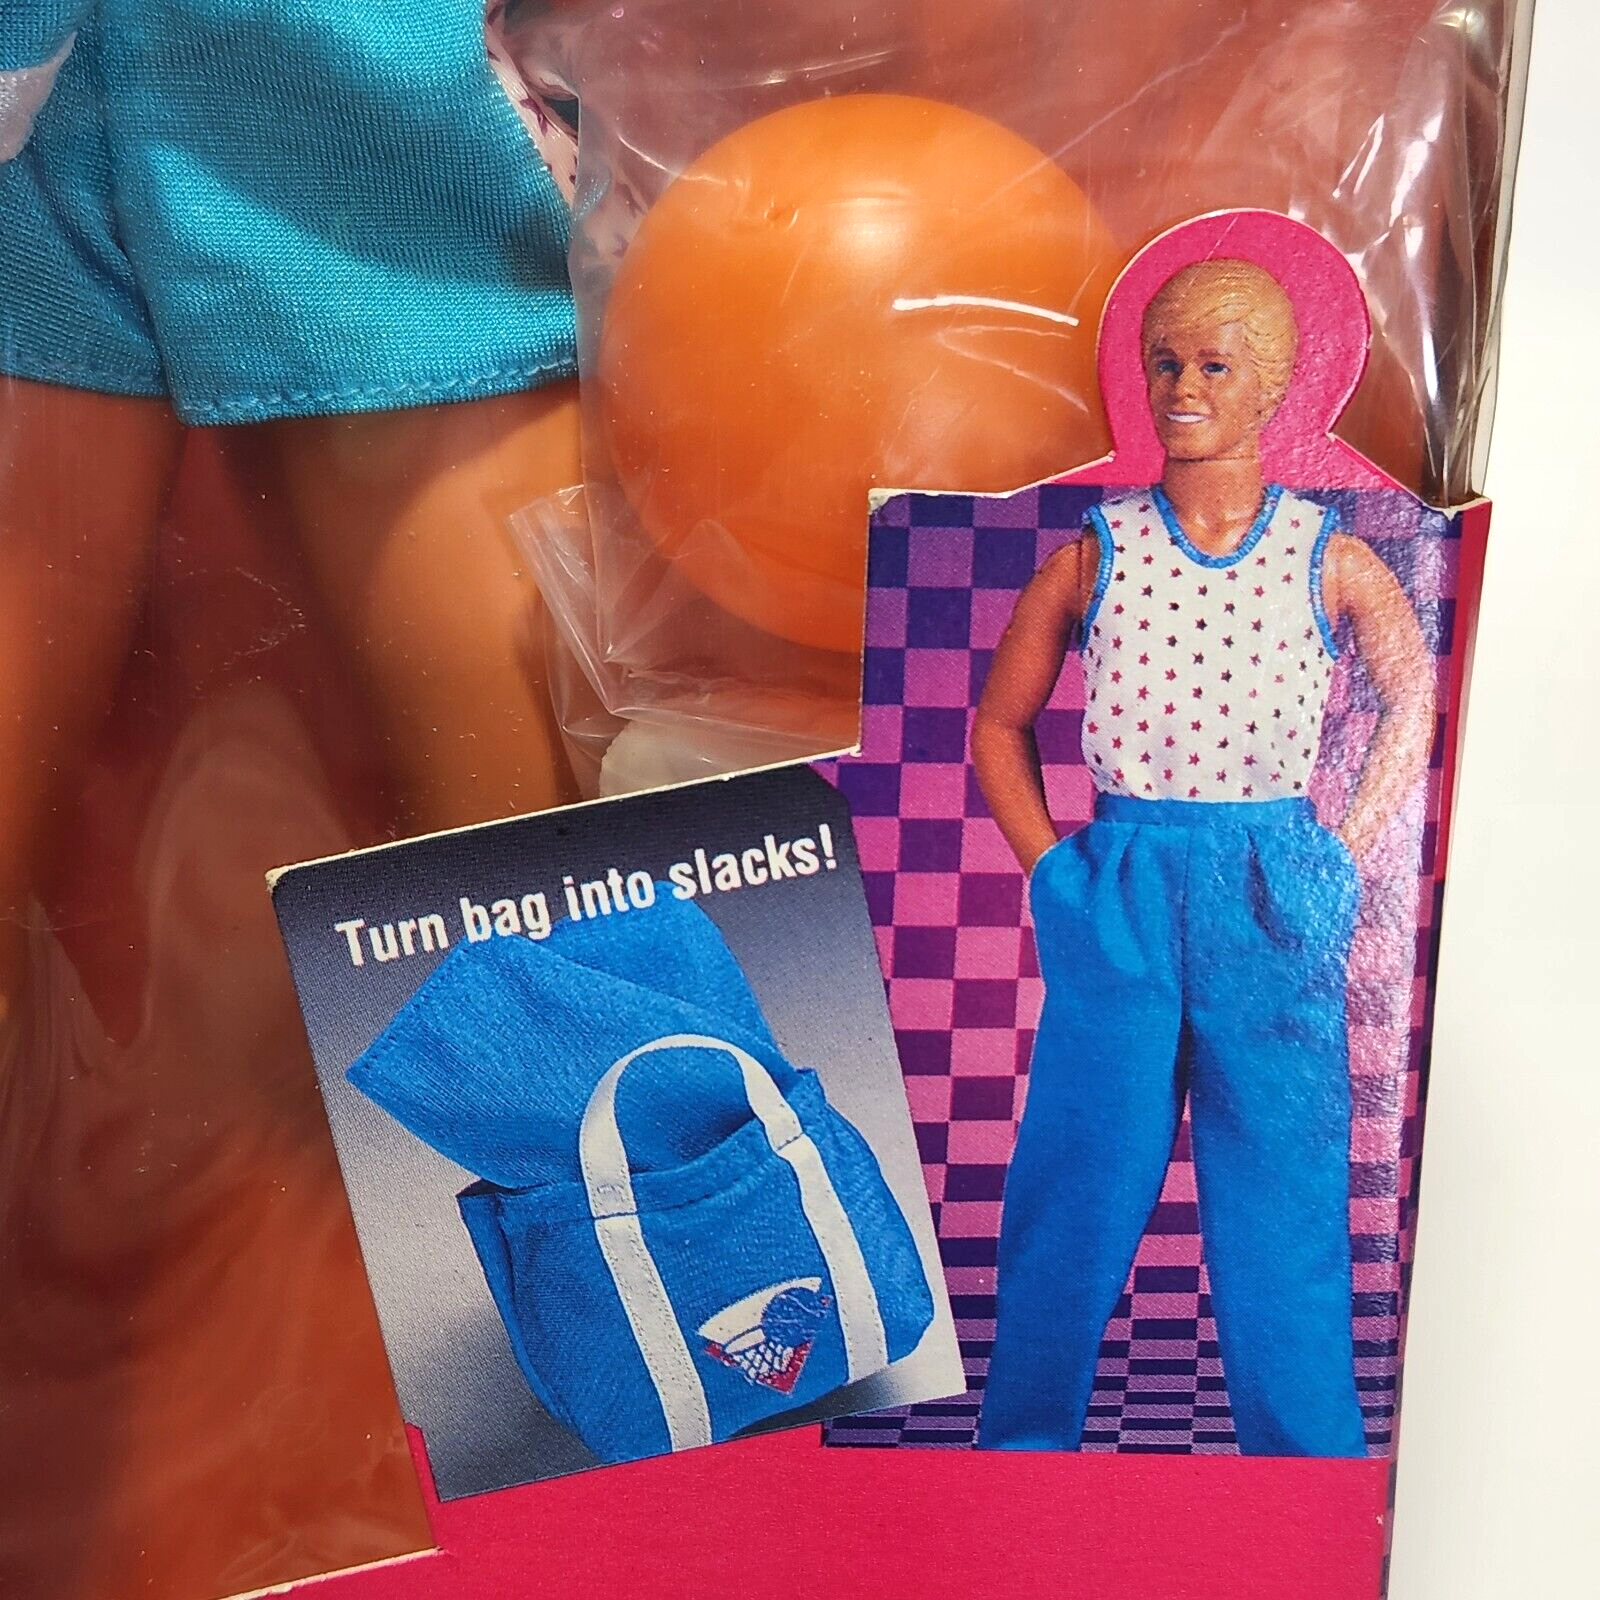 Turn bag into slacks!